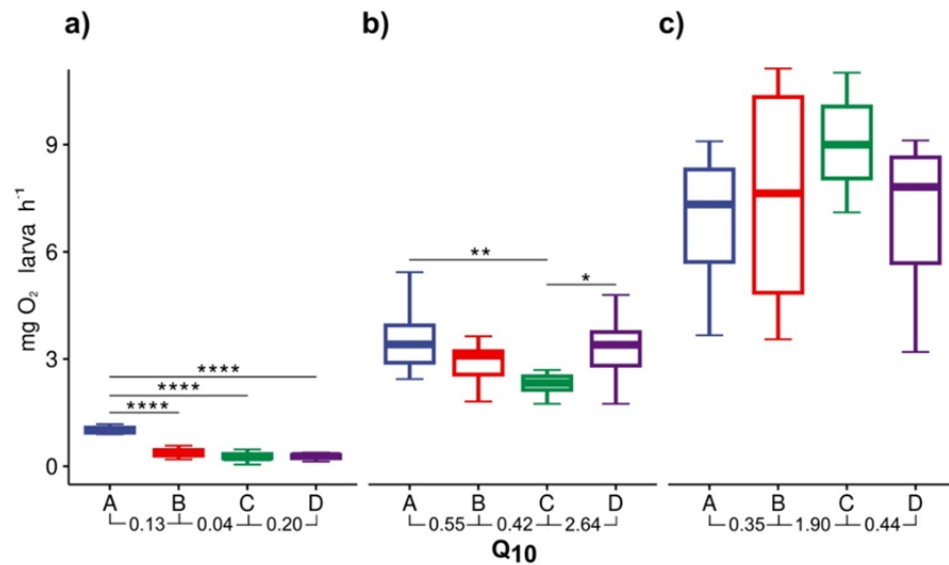 a) b) c)
mg O₂ larva h⁻¹
9
6
3
0
****
****
****
**
*
A B C D A B C D A B C D
0.13 0.04 0.20 0.55 0.42 2.64 0.35 1.90 0.44
Q₁₀